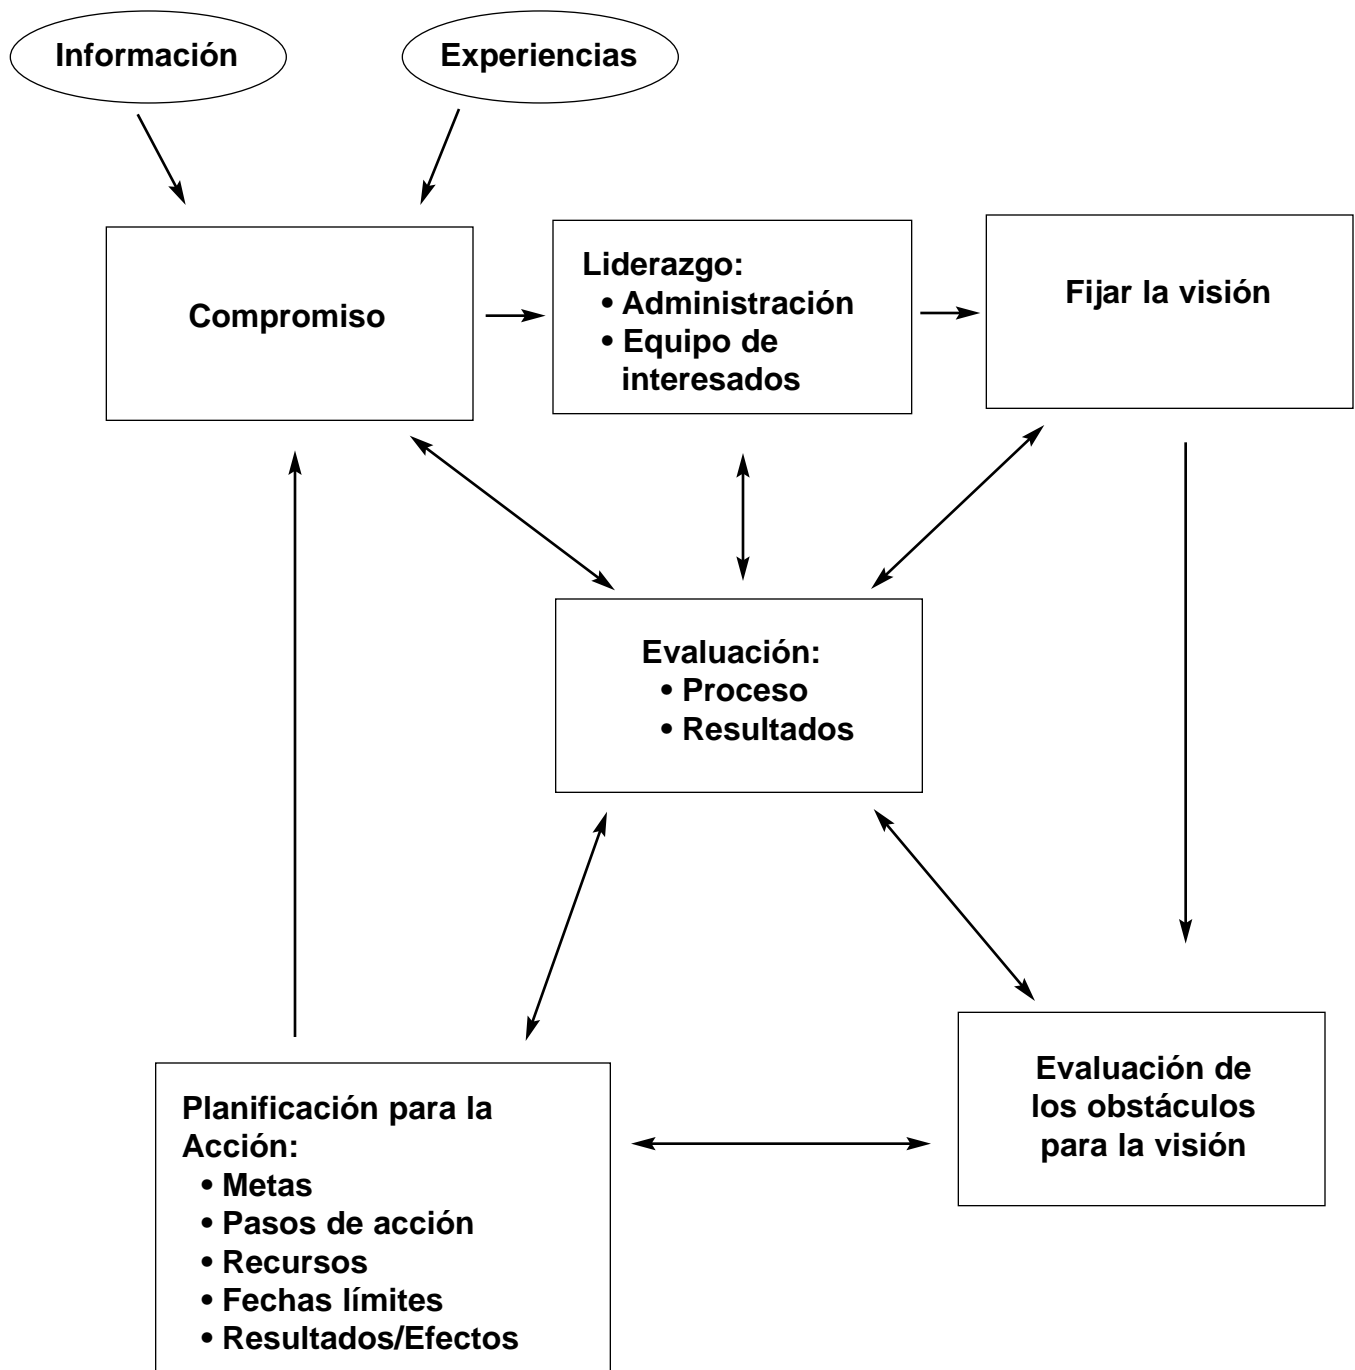 Información
Experiencias
Compromiso
Liderazgo:
• Administración
• Equipo de
interesados
Fijar la visión
Evaluación:
• Proceso
• Resultados
Planificación para la
Acción:
• Metas
• Pasos de acción
• Recursos
• Fechas límites
• Resultados/Efectos
Evaluación de
los obstáculos
para la visión